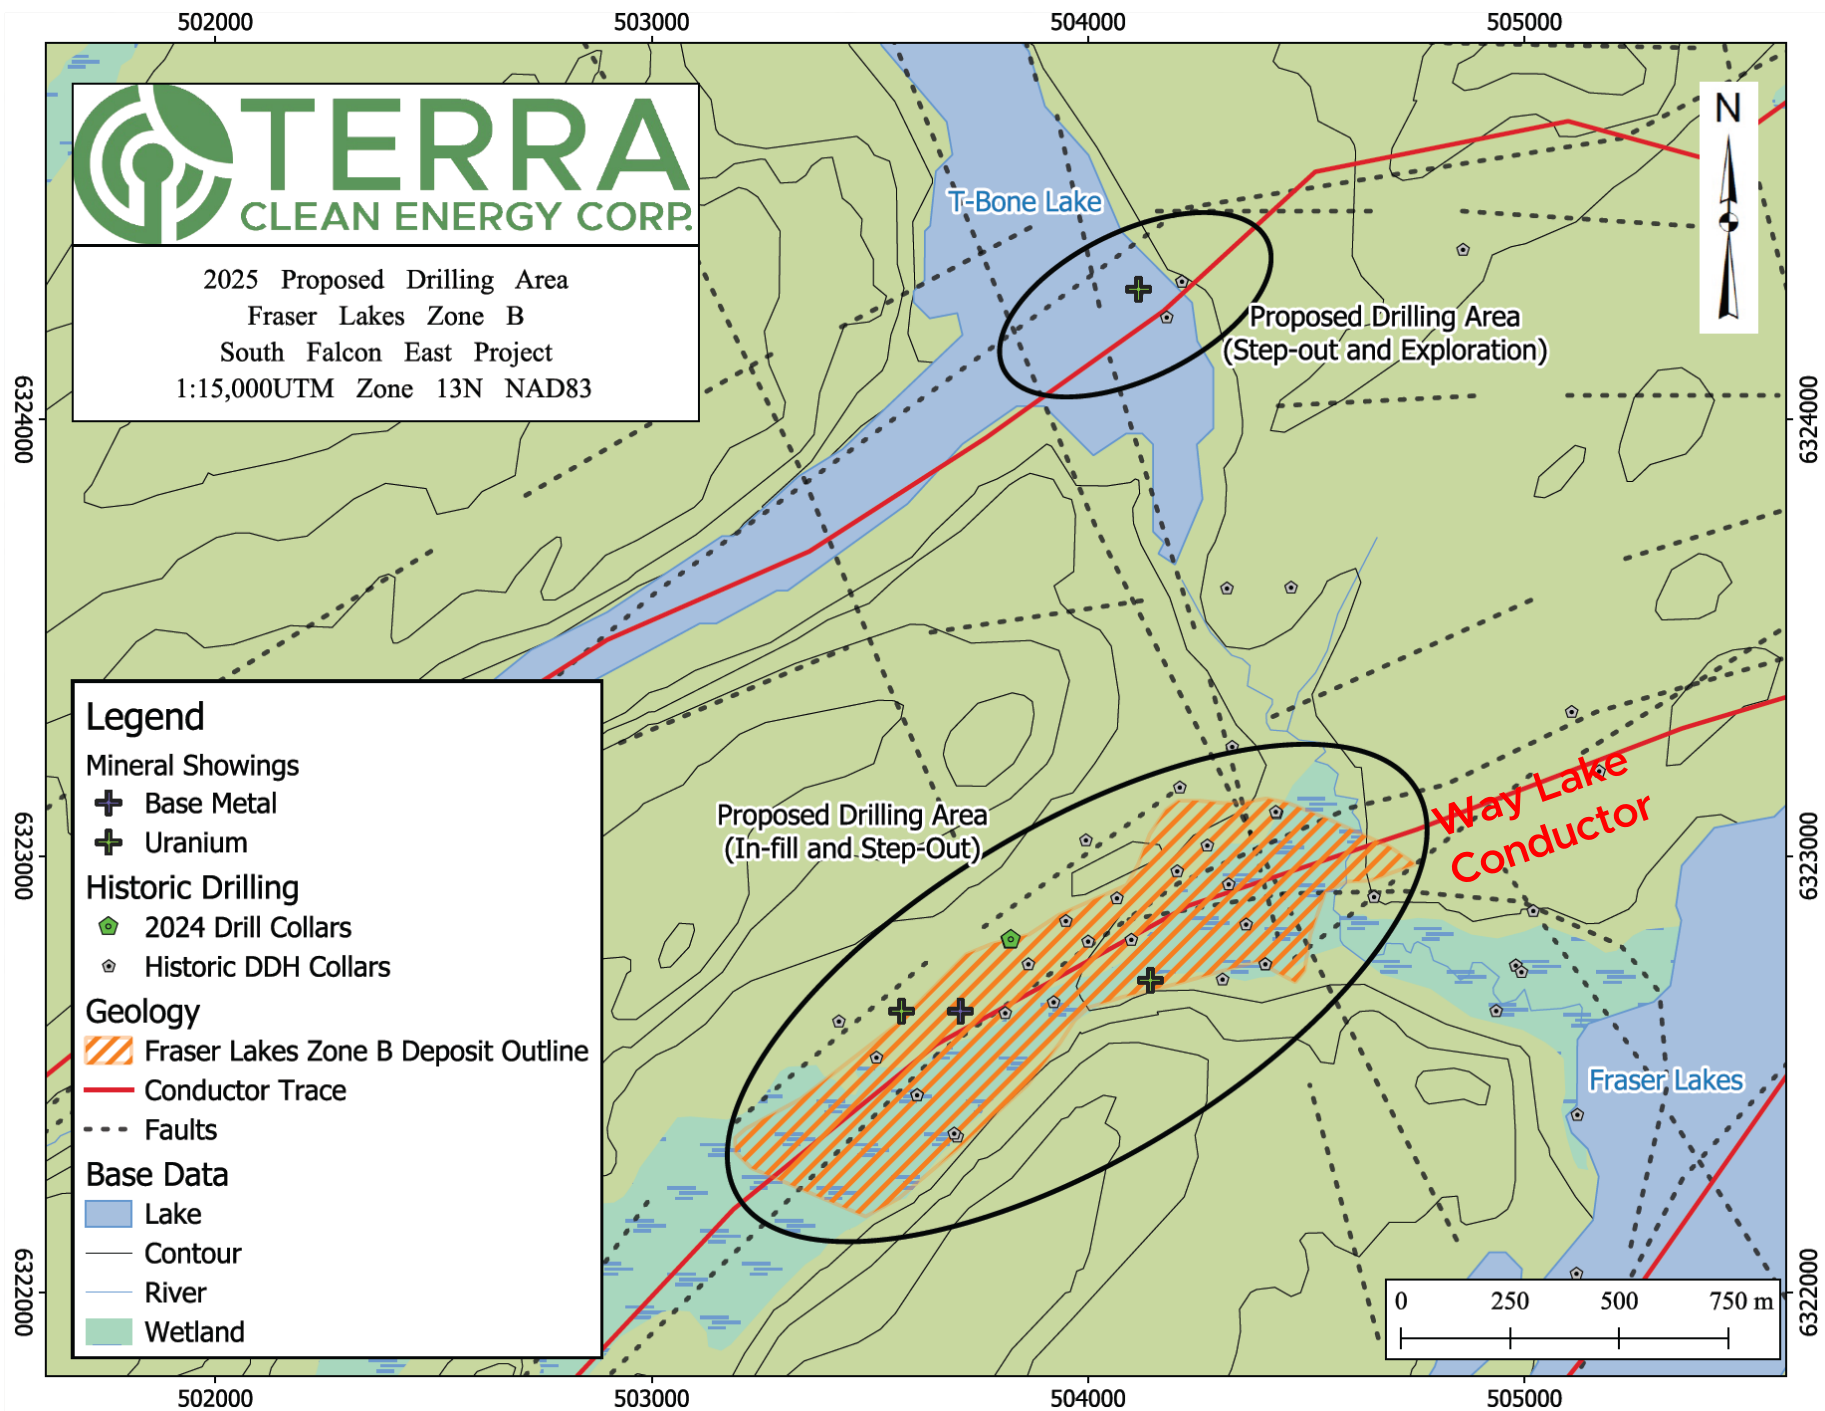 502000
503000
504000
505000
TERRA
CLEAN ENERGY CORP.
2025 Proposed Drilling Area
Fraser Lakes Zone B
South Falcon East Project
1:15,000UTM Zone 13N NAD83
N
T-Bone Lake
Proposed Drilling Area
(Step-out and Exploration)
6324000
6324000
Legend
Mineral Showings
Base Metal
Uranium
Historic Drilling
2024 Drill Collars
Historic DDH Collars
Geology
Fraser Lakes Zone B Deposit Outline
Conductor Trace
Faults
Base Data
Lake
Contour
River
Wetland
Proposed Drilling Area
(In-fill and Step-Out)
Way Lake
Conductor
6323000
6323000
Fraser Lakes
6322000
6322000
0 250 500 750 m
502000
503000
504000
505000